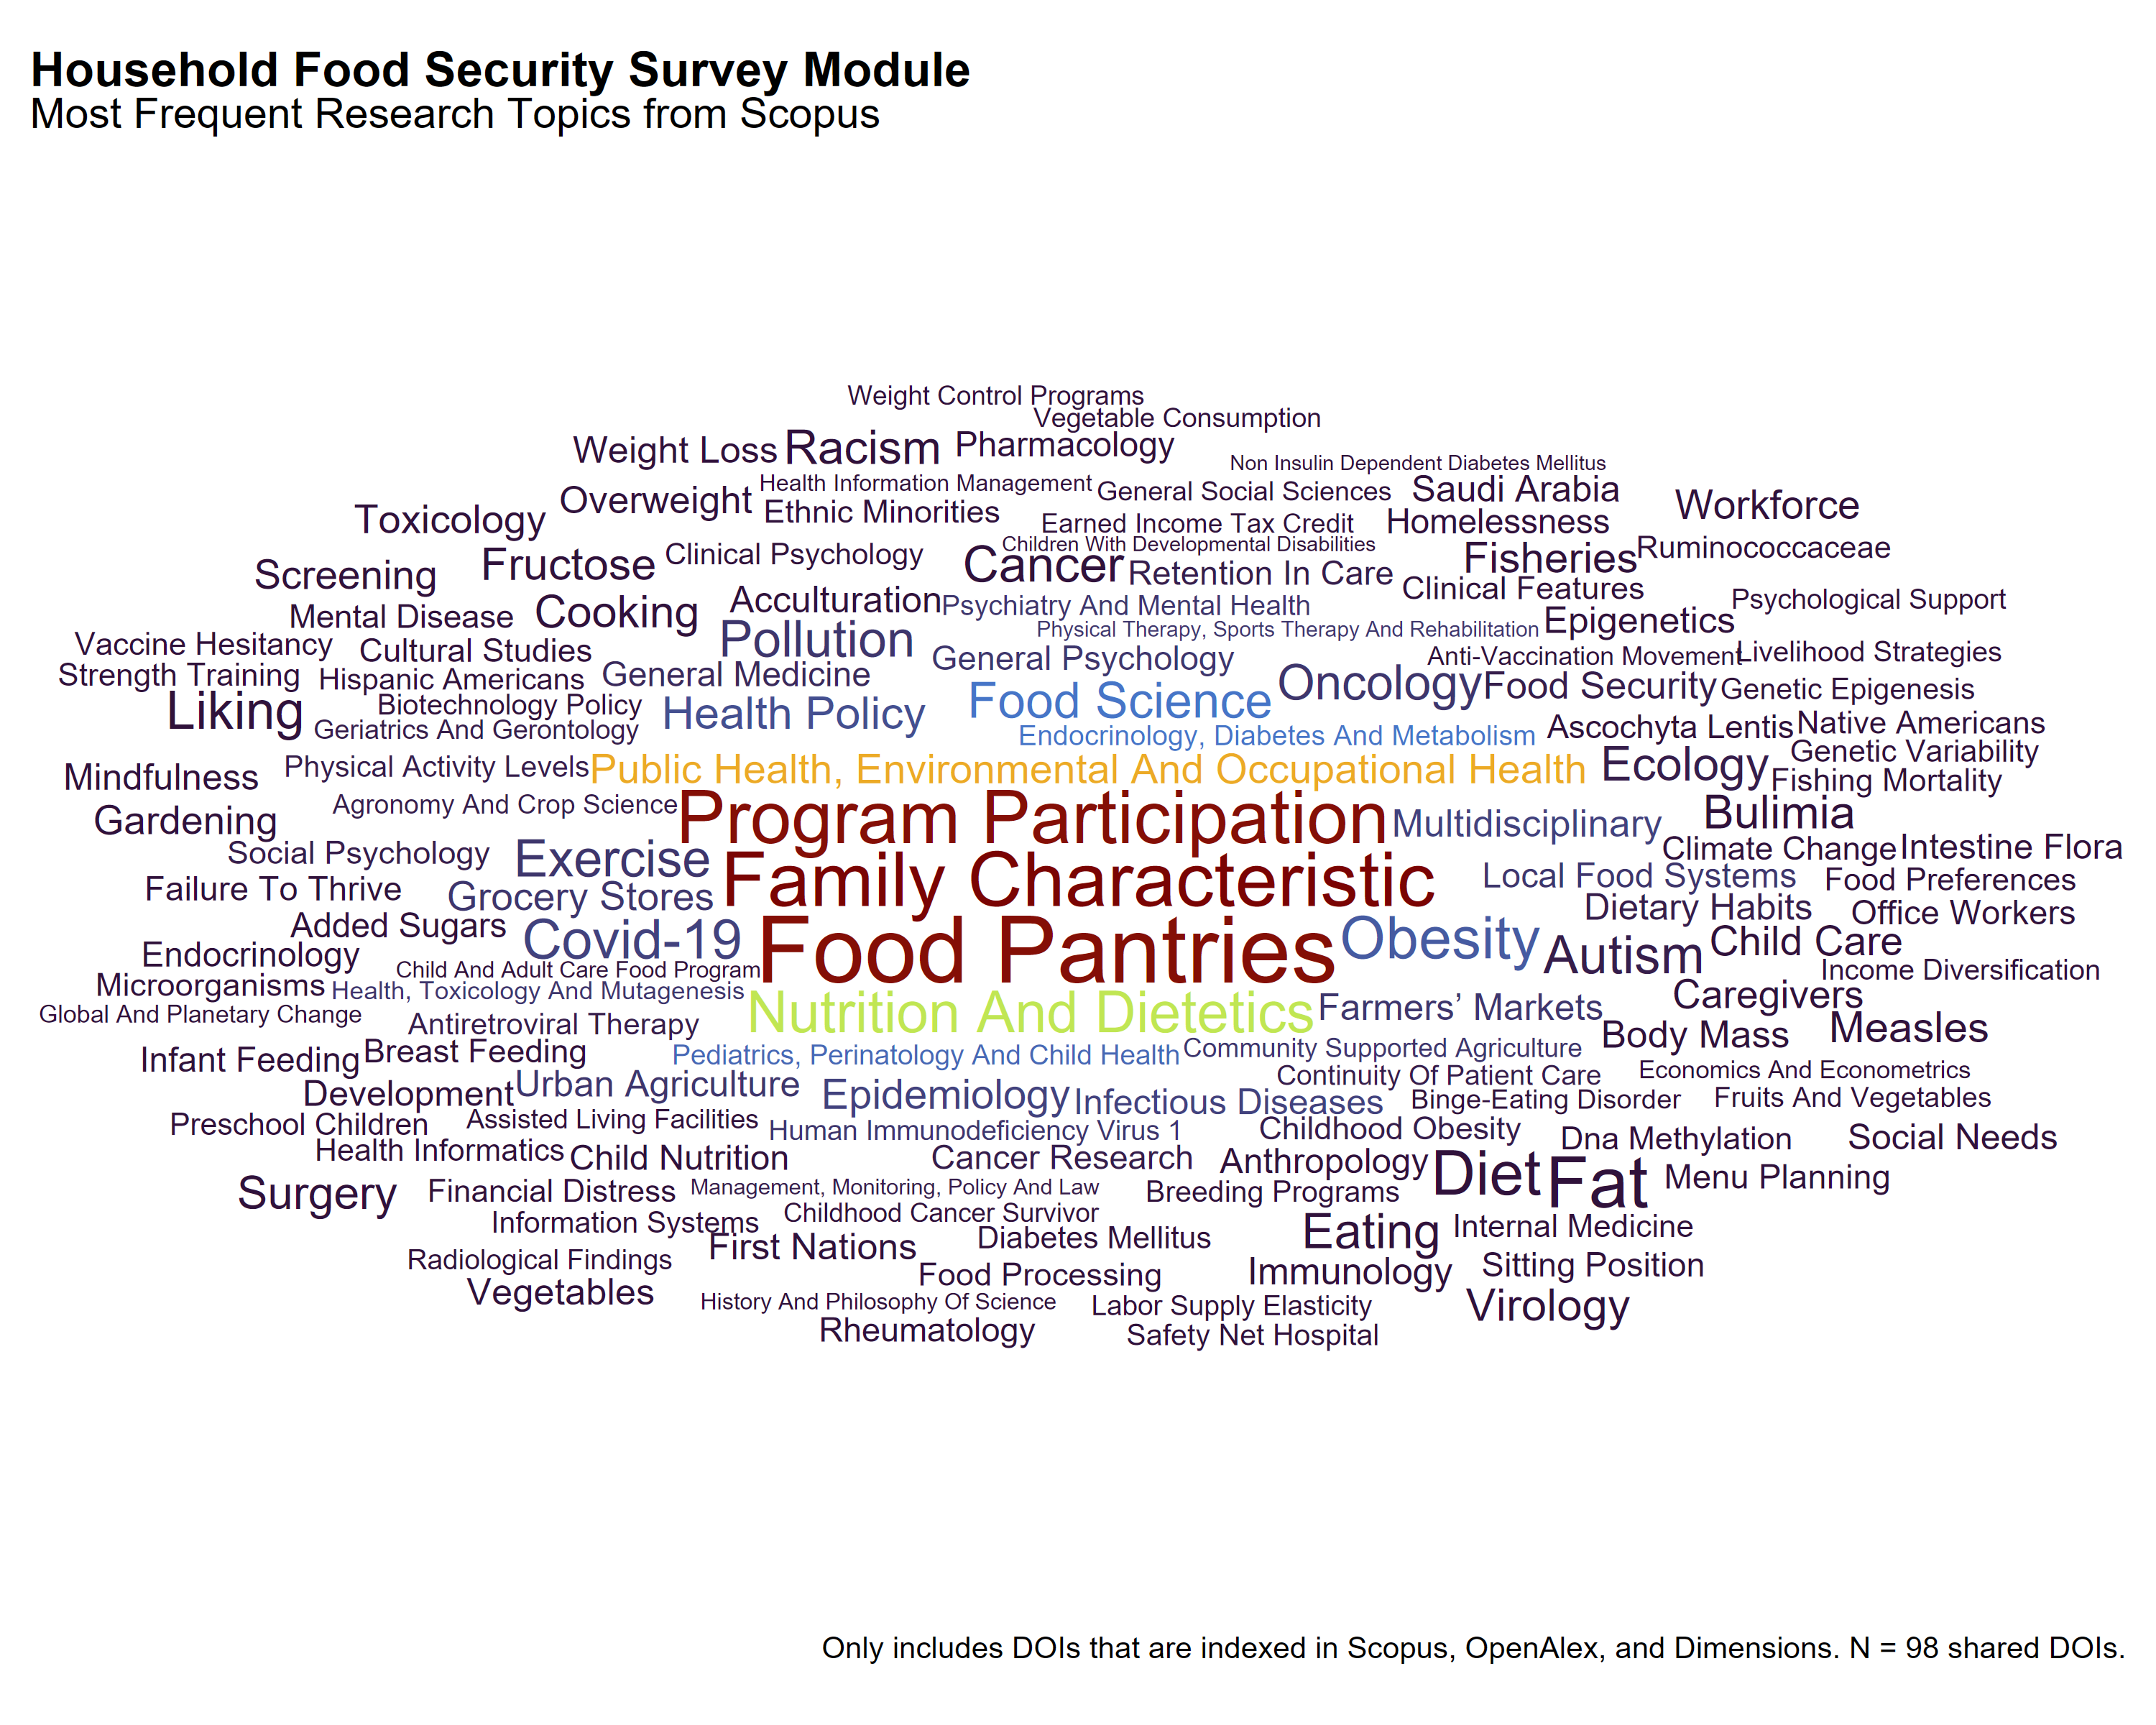 Household Food Security Survey Module
Most Frequent Research Topics from Scopus
Weight Control Programs
Vegetable Consumption
Weight Loss
Racism
Pharmacology
Non Insulin Dependent Diabetes Mellitus
Health Information Management
General Social Sciences
Saudi Arabia
Overweight
Ethnic Minorities
Workforce
Toxicology
Earned Income Tax Credit
Homelessness
Children With Developmental Disabilities
Clinical Psychology
Fructose
Cancer
Fisheries
Ruminococcaceae
Screening
Retention In Care
Clinical Features
Mental Disease
Cooking
Acculturation
Psychiatry And Mental Health
Psychological Support
Pollution
Physical Therapy, Sports Therapy And Rehabilitation
Epigenetics
Vaccine Hesitancy
Cultural Studies
General Psychology
Anti-Vaccination Movement
Livelihood Strategies
Strength Training
Hispanic Americans
General Medicine
Oncology
Food Security
Genetic Epigenesis
Liking
Biotechnology Policy
Health Policy
Food Science
Geriatrics And Gerontology
Endocrinology, Diabetes And Metabolism
Ascochyta Lentis
Native Americans
Genetic Variability
Mindfulness
Physical Activity Levels
Public Health, Environmental And Occupational Health
Ecology
Fishing Mortality
Gardening
Agronomy And Crop Science
Program Participation
Multidisciplinary
Bulimia
Social Psychology
Exercise
Climate Change
Intestine Flora
Failure To Thrive
Grocery Stores
Family Characteristic
Local Food Systems
Food Preferences
Dietary Habits
Office Workers
Added Sugars
Covid-19
Food Pantries
Obesity
Autism
Child Care
Endocrinology
Child And Adult Care Food Program
Income Diversification
Microorganisms
Health, Toxicology And Mutagenesis
Caregivers
Global And Planetary Change
Antiretroviral Therapy
Nutrition And Dietetics
Farmers’ Markets
Body Mass
Measles
Infant Feeding
Breast Feeding
Pediatrics, Perinatology And Child Health
Community Supported Agriculture
Continuity Of Patient Care
Economics And Econometrics
Development
Urban Agriculture
Epidemiology
Infectious Diseases
Binge-Eating Disorder
Fruits And Vegetables
Preschool Children
Assisted Living Facilities
Human Immunodeficiency Virus 1
Childhood Obesity
Dna Methylation
Social Needs
Health Informatics
Child Nutrition
Cancer Research
Anthropology
Diet
Fat
Menu Planning
Surgery
Financial Distress
Management, Monitoring, Policy And Law
Breeding Programs
Information Systems
Childhood Cancer Survivor
Eating
Internal Medicine
First Nations
Diabetes Mellitus
Radiological Findings
Food Processing
Immunology
Sitting Position
Vegetables
History And Philosophy Of Science
Labor Supply Elasticity
Virology
Rheumatology
Safety Net Hospital
Only includes DOIs that are indexed in Scopus, OpenAlex, and Dimensions. N = 98 shared DOIs.